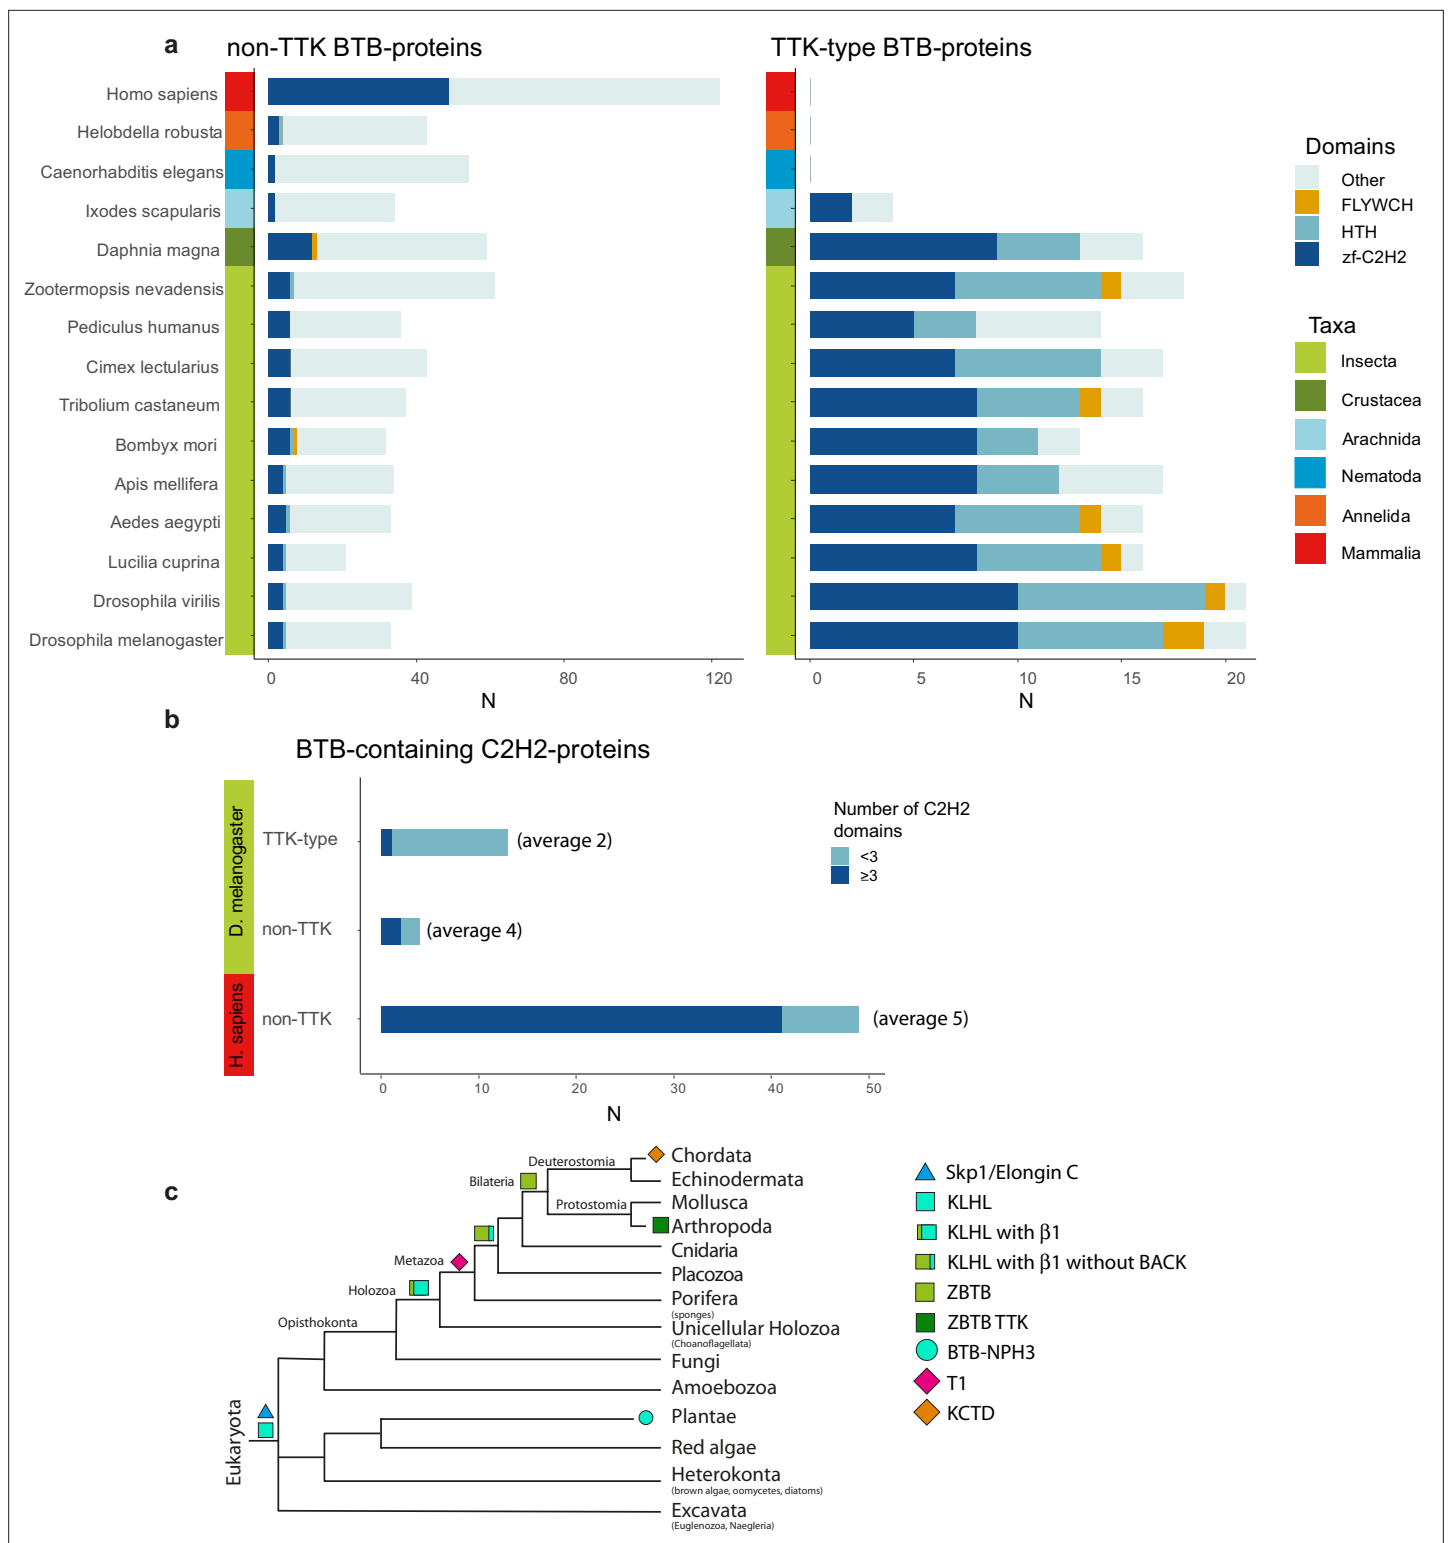 a
non-TTK BTB-proteins
TTK-type BTB-proteins
Homo sapiens
Helobdella robusta
Caenorhabditis elegans
Ixodes scapularis
Daphnia magna
Zootermopsis nevadensis
Pediculus humanus
Cimex lectularius
Tribolium castaneum
Bombyx mori
Apis mellifera
Aedes aegypti
Lucilia cuprina
Drosophila virilis
Drosophila melanogaster
0 40 80 120
N
0 5 10 15 20
N
Domains
Other
FLYWCH
HTH
zf-C2H2
Taxa
Insecta
Crustacea
Arachnida
Nematoda
Annelida
Mammalia
b
BTB-containing C2H2-proteins
D. melanogaster
H. sapiens
TTK-type
(average 2)
non-TTK
(average 4)
non-TTK
(average 5)
0 10 20 30 40 50
N
Number of C2H2
domains
<3
≥3
c
Eukaryota
Opisthokonta
Holozoa
Metazoa
Bilateria
Deuterostomia
Protostomia
Chordata
Echinodermata
Mollusca
Arthropoda
Cnidaria
Placozoa
Porifera
(sponges)
Unicellular Holozoa
(Choanoflagellata)
Fungi
Amoebozoa
Plantae
Red algae
Heterokonta
(brown algae, oomycetes, diatoms)
Excavata
(Euglenozoa, Naegleria)
Skp1/Elongin C
KLHL
KLHL with β1
KLHL with β1 without BACK
ZBTB
ZBTB TTK
BTB-NPH3
T1
KCTD